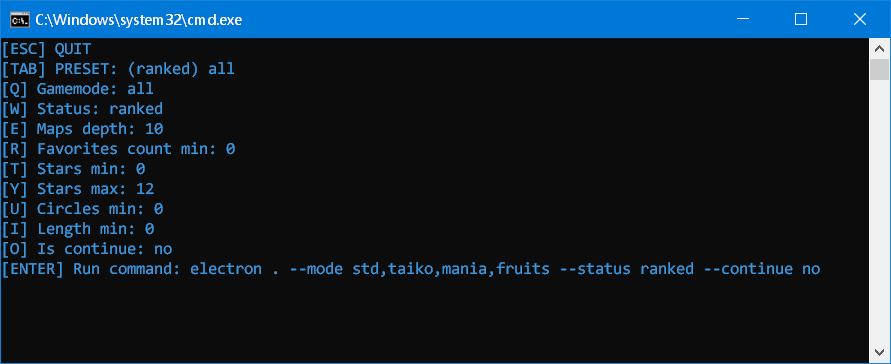 C:\Windows\system32\cmd.exe
[ESC] QUIT
[TAB] PRESET: (ranked) all
[Q] Gamemode: all
[W] Status: ranked
[E] Maps depth: 10
[R] Favorites count min: 0
[T] Stars min: 0
[Y] Stars max: 12
[U] Circles min: 0
[I] Length min: 0
[O] Is continue: no
[ENTER] Run command: electron . --mode std,taiko,mania,fruits --status ranked --continue no